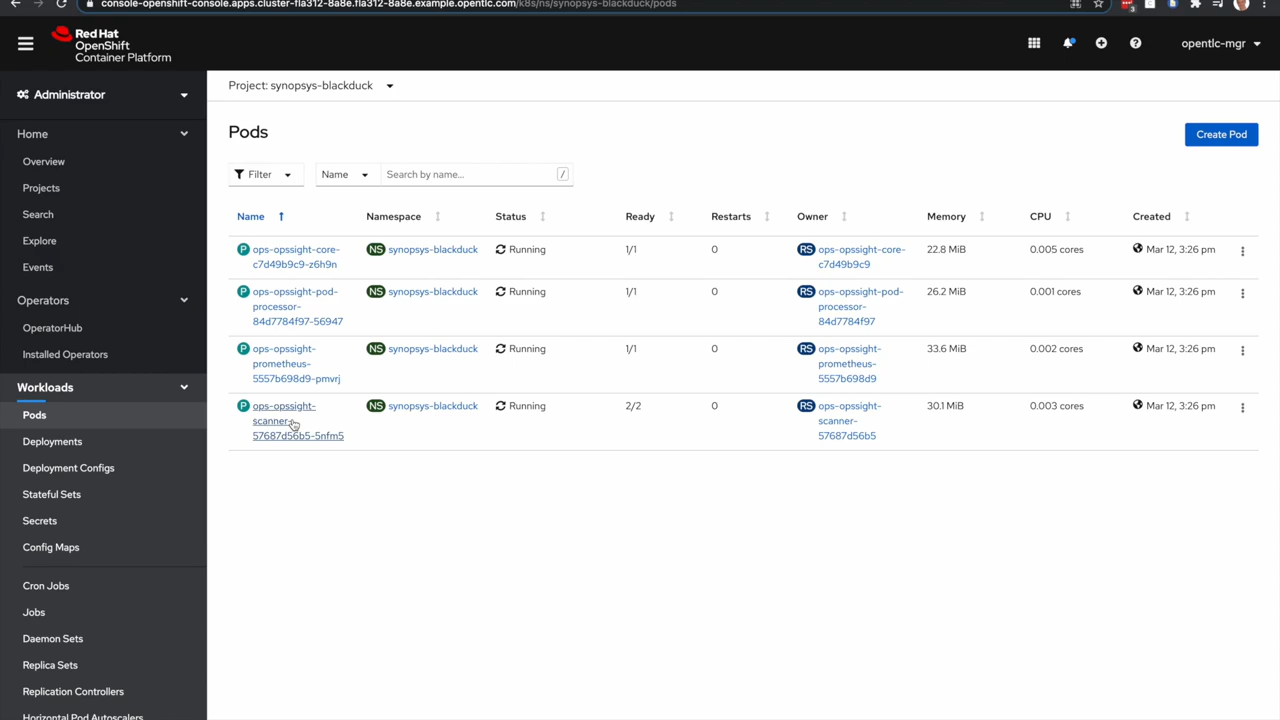 console-openshift-console.apps.cluster-f1a312-8a8e.f1a312-8a8e.example.opentlc.com/k8s/ns/synopsys-blackduck/pods
Red Hat
OpenShift
Container Platform
opentlc-mgr
Administrator
Project: synopsys-blackduck
Home
Overview
Projects
Search
Explore
Events
Operators
OperatorHub
Installed Operators
Workloads
Pods
Deployments
Deployment Configs
Stateful Sets
Secrets
Config Maps
Cron Jobs
Jobs
Daemon Sets
Replica Sets
Replication Controllers
Horizontal Pod Autoscalers
Pods
Create Pod
Filter
Name
Search by name...
/
Name Namespace Status Ready Restarts Owner Memory CPU Created
P ops-opssight-core- NS synopsys-blackduck Running 1/1 0 RS ops-opssight-core- 22.8 MiB 0.005 cores Mar 12, 3:26 pm
c7d49b9c9-z6h9n c7d49b9c9
P ops-opssight-pod- NS synopsys-blackduck Running 1/1 0 RS ops-opssight-pod- 26.2 MiB 0.001 cores Mar 12, 3:26 pm
processor- processor-
84d7784f97-56947 84d7784f97
P ops-opssight- NS synopsys-blackduck Running 1/1 0 RS ops-opssight- 33.6 MiB 0.002 cores Mar 12, 3:26 pm
prometheus- prometheus-
5557b698d9-pmvrj 5557b698d9
P ops-opssight- NS synopsys-blackduck Running 2/2 0 RS ops-opssight- 30.1 MiB 0.003 cores Mar 12, 3:26 pm
scanner- scanner-
57687d56b5-5nfm5 57687d56b5